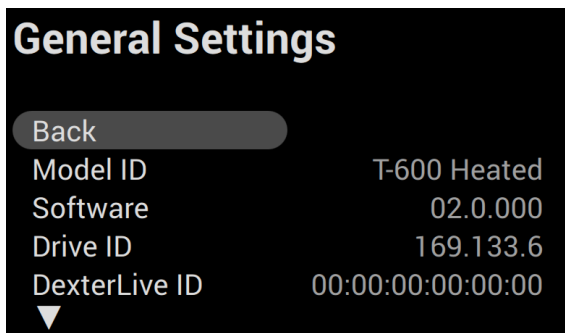 General Settings
Back
Model ID T-600 Heated
Software 02.0.000
Drive ID 169.133.6
DexterLive ID 00:00:00:00:00:00